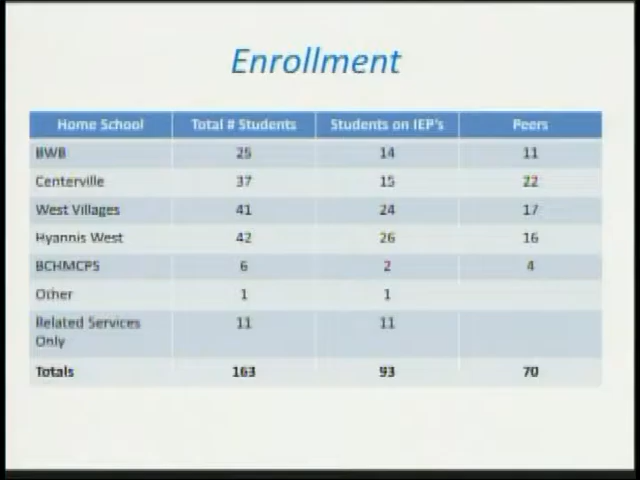 Enrollment
Home School Total # Students Students on IEP's Peers
BWB 25 14 11
Centerville 37 15 22
West Villages 41 24 17
Hyannis West 42 26 16
BCHMCPS 6 2 4
Other 1 1
Related Services 11 11
Only
Totals 163 93 70